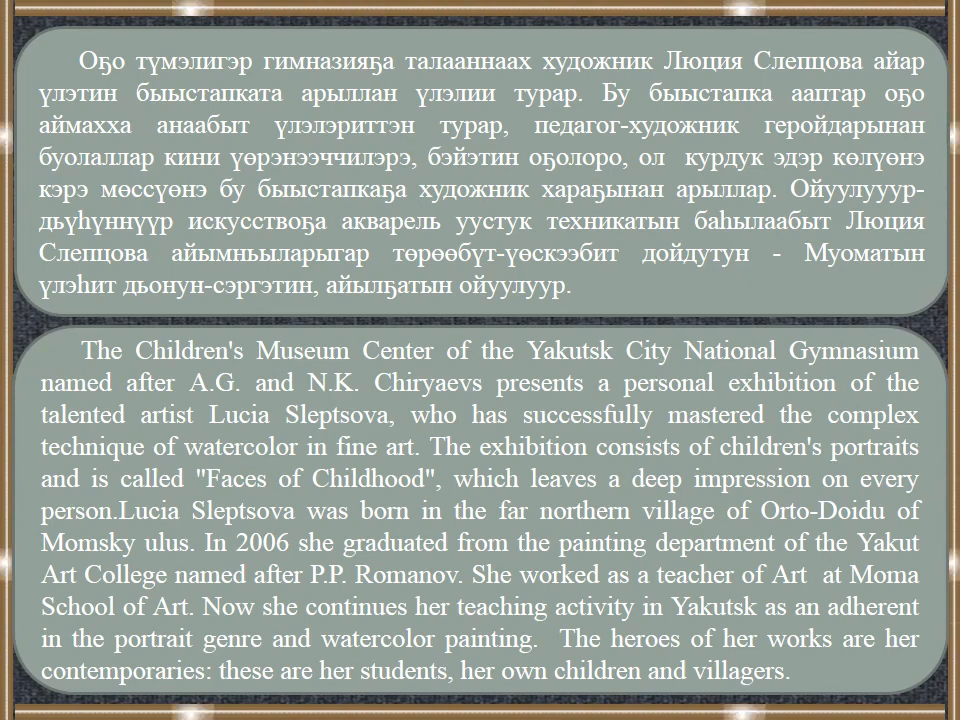 Оҕо түмэлигэр гимназияҕа талааннаах художник Люция Слепцова айар
үлэтин быыстапката арыллан үлэлии турар. Бу быыстапка ааптар оҕо
аймахха анаабыт үлэлэриттэн турар, педагог-художник геройдарынан
буолаллар кини үөрэнээччилэрэ, бэйэтин оҕолоро, ол курдук эдэр көлүөнэ
кэрэ мөссүөнэ бу быыстапкаҕа художник хараҕынан арыллар. Ойуулууур-
дьүһүннүүр искусствоҕа акварель уустук техникатын баһылаабыт Люция
Слепцова айымньыларыгар төрөөбүт-үөскээбит дойдутун - Муоматын
үлэһит дьонун-сэргэтин, айылҕатын ойуулуур.
The Children's Museum Center of the Yakutsk City National Gymnasium
named after A.G. and N.K. Chiryaevs presents a personal exhibition of the
talented artist Lucia Sleptsova, who has successfully mastered the complex
technique of watercolor in fine art. The exhibition consists of children's portraits
and is called "Faces of Childhood", which leaves a deep impression on every
person.Lucia Sleptsova was born in the far northern village of Orto-Doidu of
Momsky ulus. In 2006 she graduated from the painting department of the Yakut
Art College named after P.P. Romanov. She worked as a teacher of Art at Moma
School of Art. Now she continues her teaching activity in Yakutsk as an adherent
in the portrait genre and watercolor painting. The heroes of her works are her
contemporaries: these are her students, her own children and villagers.